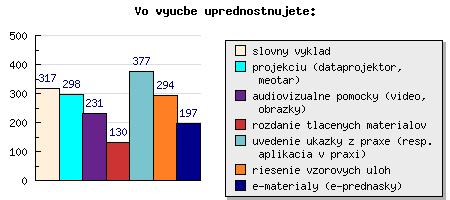 Vo vyucbe uprednostnujete:
500
400
300
200
100
0
317
298
231
130
377
294
197
slovny vyklad
projekciu (dataprojektor,
meotar)
audiovizualne pomocky (video,
obrazky)
rozdanie tlacenych materialov
uvedenie ukazky z praxe (resp.
aplikacia v praxi)
riesenie vzorovych uloh
e-materialy (e-prednasky)